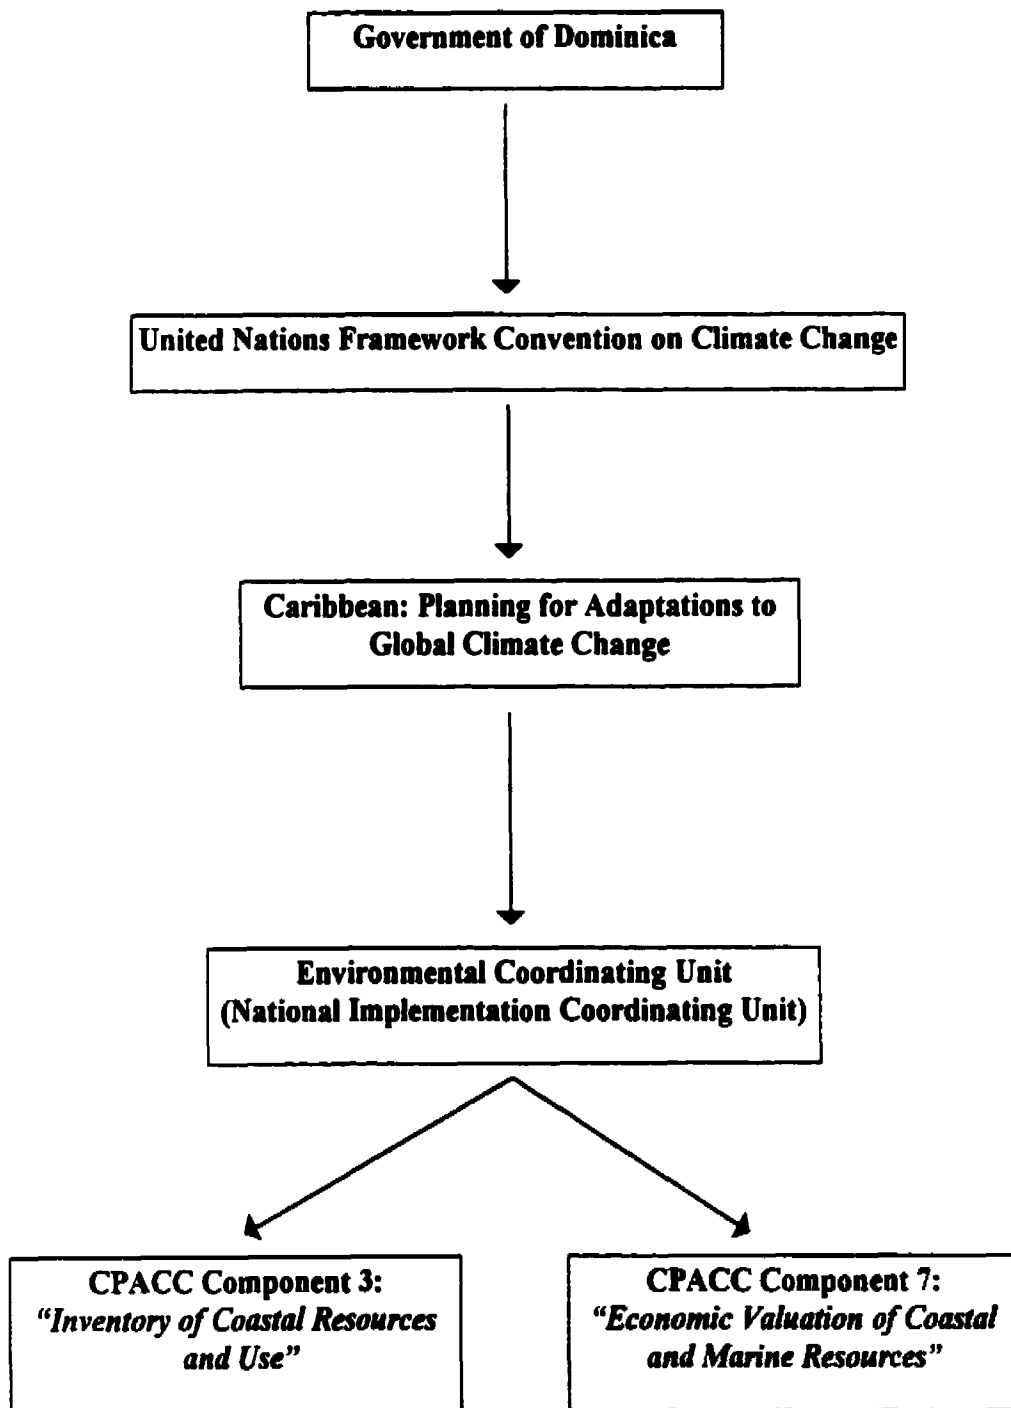 Government of Dominica
United Nations Framework Convention on Climate Change
Caribbean: Planning for Adaptations to
Global Climate Change
Environmental Coordinating Unit
(National Implementation Coordinating Unit)
CPACC Component 3:
“Inventory of Coastal Resources
and Use”
CPACC Component 7:
“Economic Valuation of Coastal
and Marine Resources”